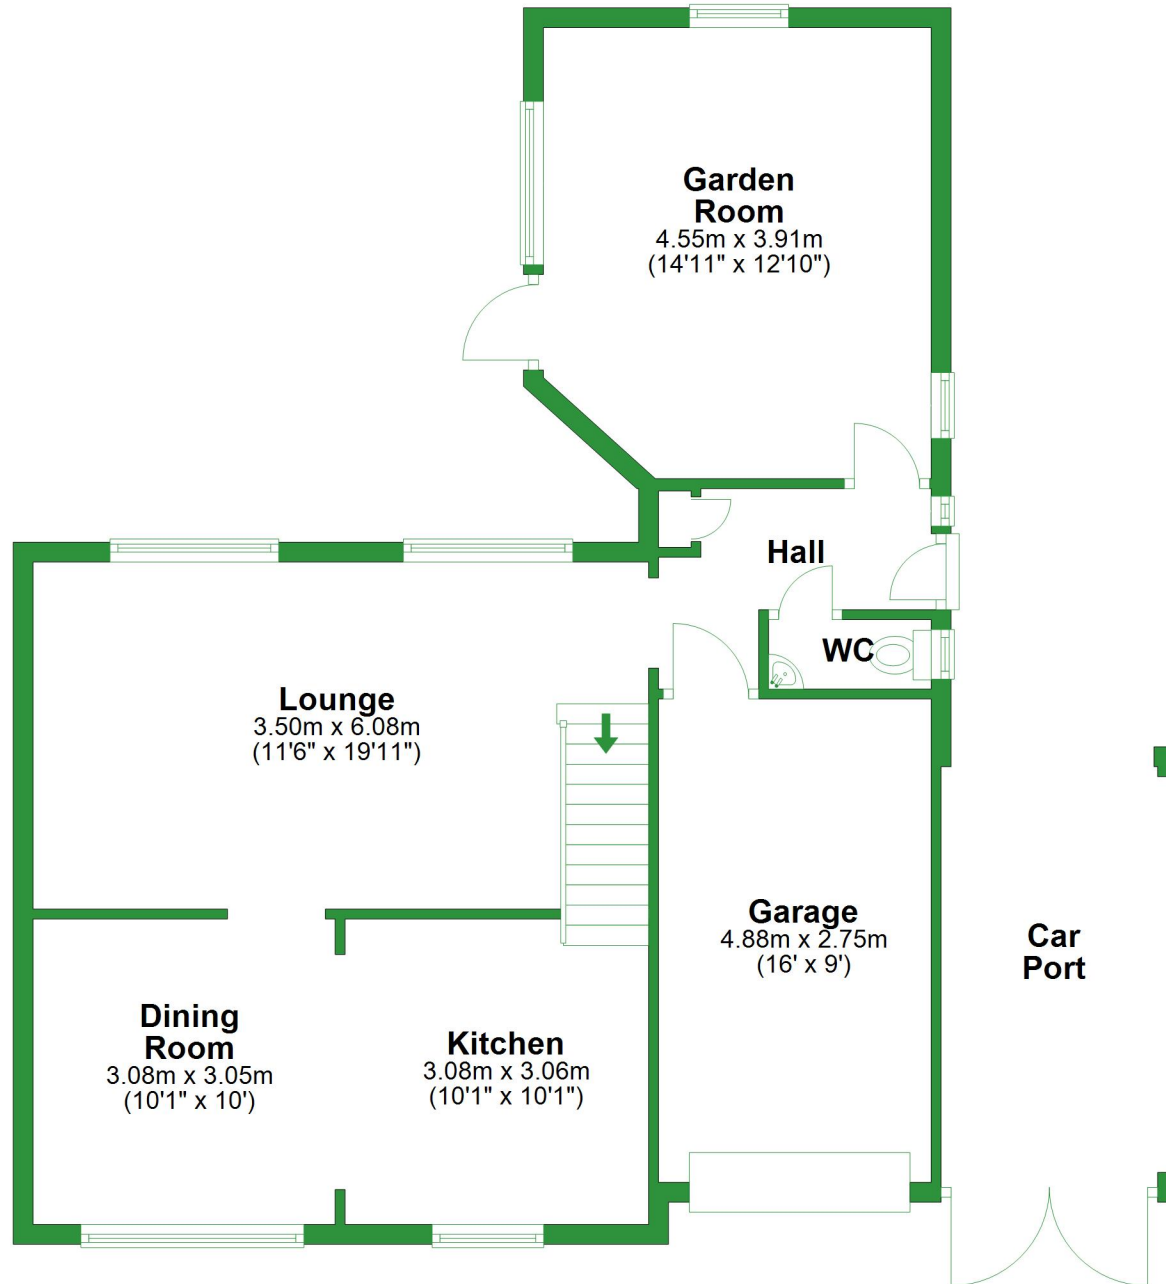 Garden
Room
4.55m x 3.91m
(14'11" x 12'10")
Hall
WC
Lounge
3.50m x 6.08m
(11'6" x 19'11")
Garage
4.88m x 2.75m
(16' x 9')
Car
Port
Dining
Room
3.08m x 3.05m
(10'1" x 10')
Kitchen
3.08m x 3.06m
(10'1" x 10'1")